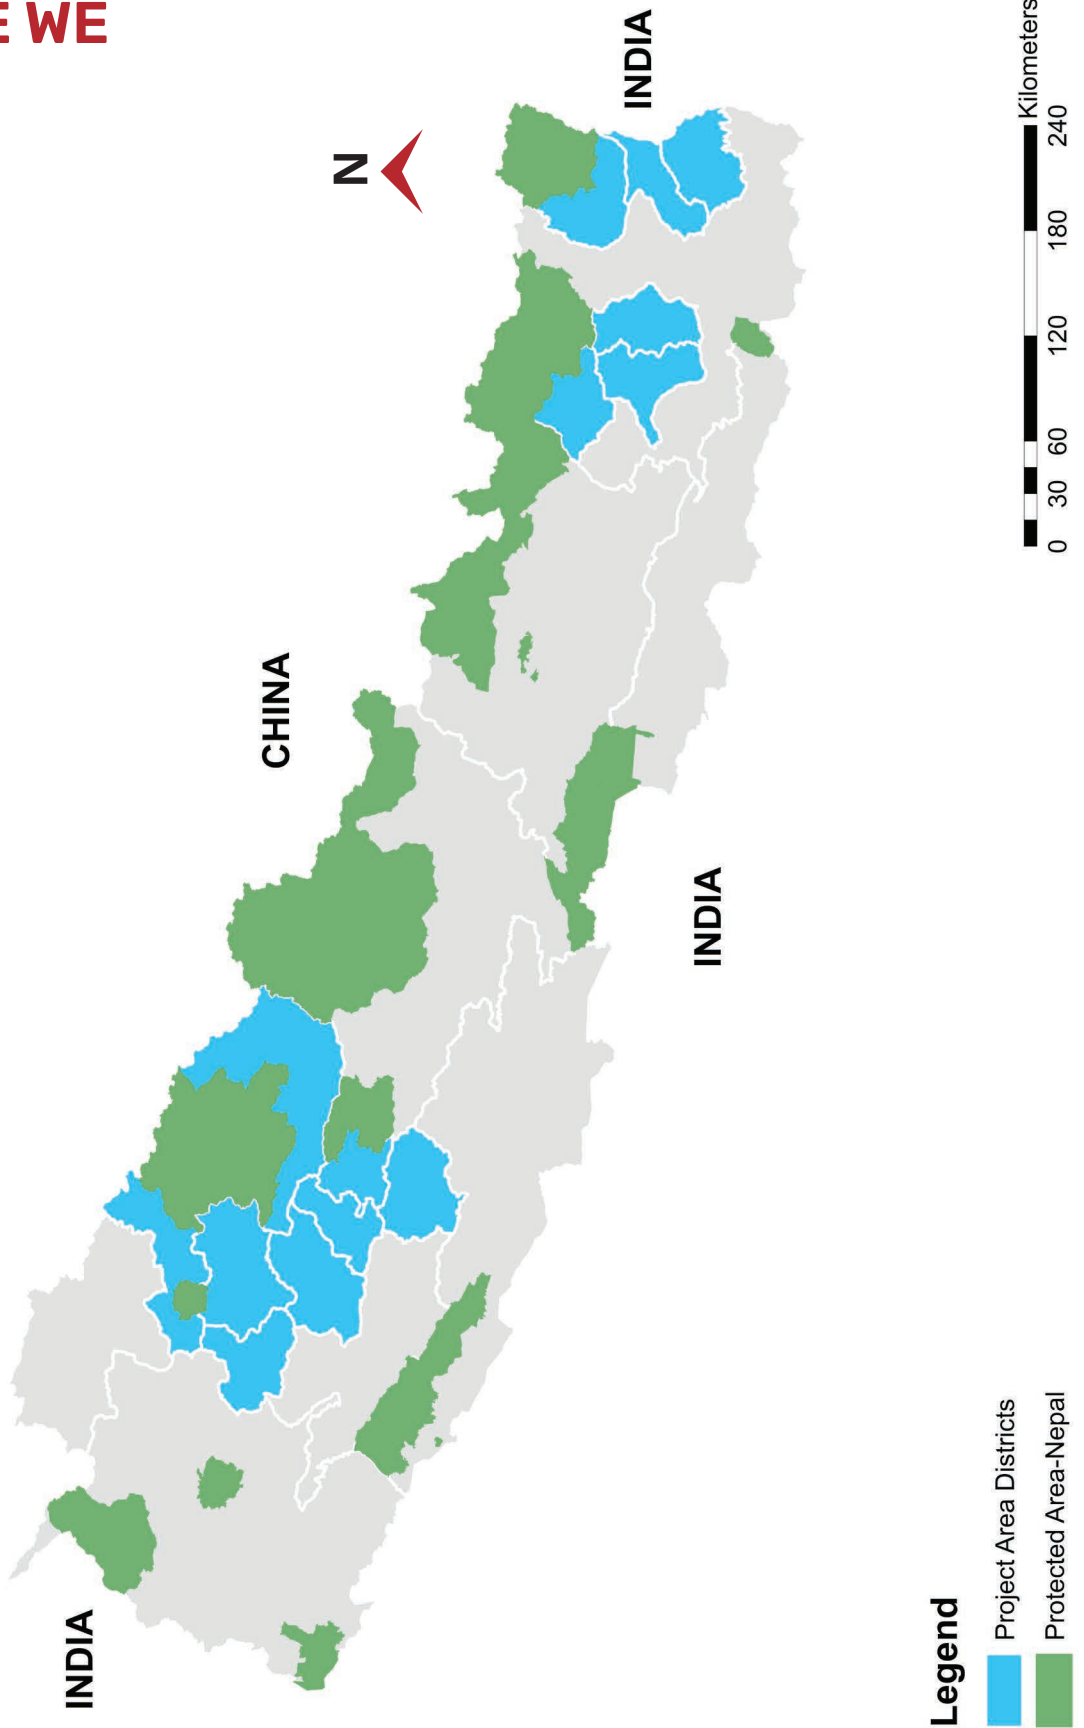 E WE
N
INDIA
CHINA
INDIA
INDIA
Legend
Project Area Districts
Protected Area-Nepal
0 30 60 120 180 240 Kilometers